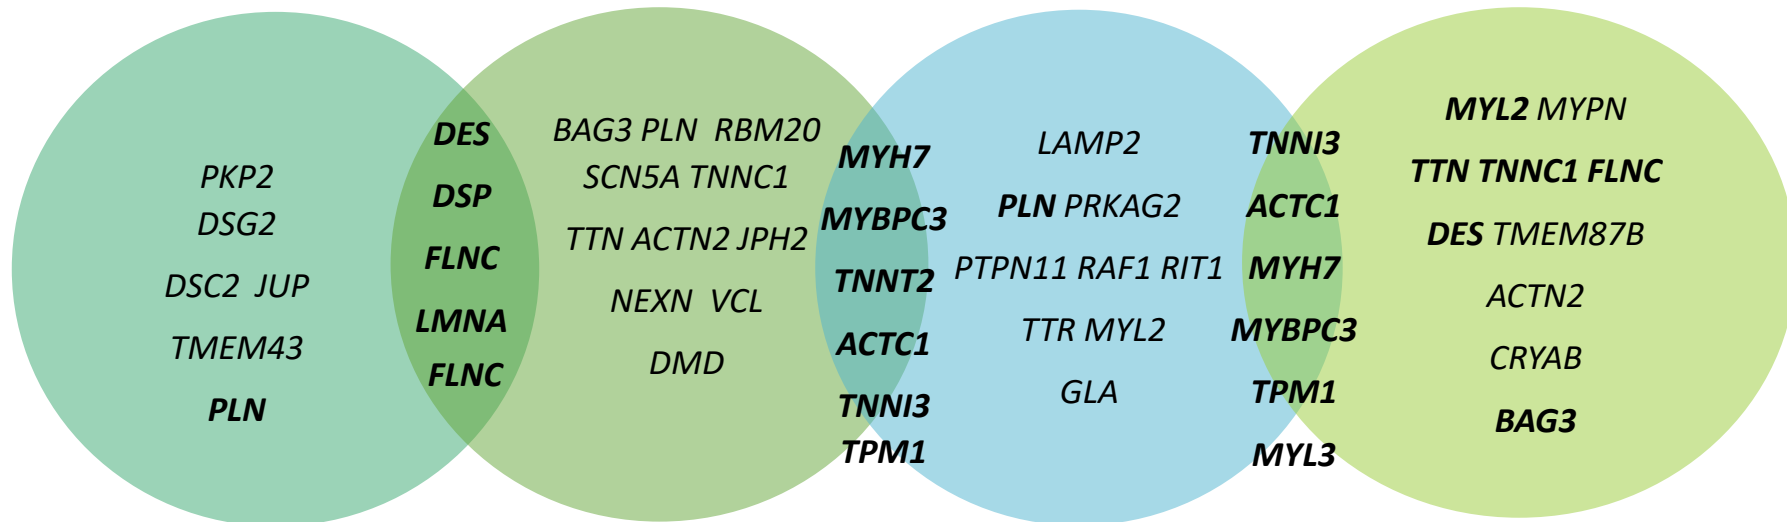 PKP2
DSG2
DSC2 JUP
TMEM43
PLN
DES
DSP
FLNC
LMNA
FLNC
BAG3 PLN RBM20
SCN5A TNNC1
TTN ACTN2 JPH2
NEXN VCL
DMD
MYH7
MYBPC3
TNNT2
ACTC1
TNNI3
TPM1
LAMP2
PLN PRKAG2
PTPN11 RAF1 RIT1
TTR MYL2
GLA
TNNI3
ACTC1
MYH7
MYBPC3
TPM1
MYL3
MYL2 MYPN
TTN TNNC1 FLNC
DES TMEM87B
ACTN2
CRYAB
BAG3